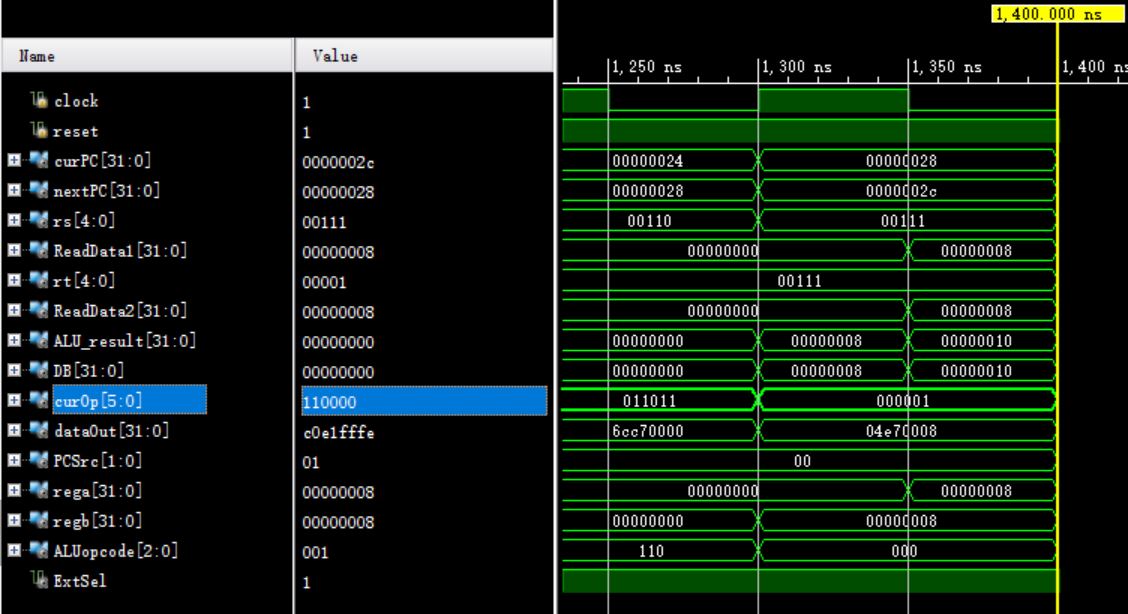 1,400.000 ns
Name Value
1,250 ns 1,300 ns 1,350 ns 1,400 ns
clock 1
reset 1
curPC[31:0] 0000002c 00000024 00000028
nextPC[31:0] 00000028 00000028 0000002c
rs[4:0] 00111 00110 00111
ReadData1[31:0] 00000008 00000000 00000008
rt[4:0] 00001 00111
ReadData2[31:0] 00000008 00000000 00000008
ALU_result[31:0] 00000000 00000000 00000008 00000010
DB[31:0] 00000000 00000000 00000008 00000010
curOp[5:0] 110000 011011 000001
dataOut[31:0] c0e1fffe 6cc70000 04e70008
PCSrc[1:0] 01 00
rega[31:0] 00000008 00000000 00000008
regb[31:0] 00000008 00000000 00000008
ALUopcode[2:0] 001 110 000
ExtSel 1